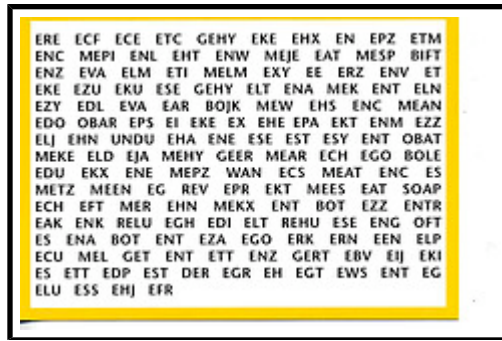 ERE ECF ECE ETC GEHY EKE EHX EN EPZ ETM
ENC MEPI ENL EHT ENW MEJE EAT MESP BIFT
ENZ EVA ELM ETI MELM EXY EE ERZ ENV ET
EKE EZU EKU ESE GEHY ELT ENA MEK ENT ELN
EZY EDL EVA EAR BOJK MEW EHS ENC MEAN
EDO OBAR EPS EI EKE EX EHE EPA EKT ENM EZZ
ELJ EHN UNDU EHA ENE ESE EST ESY ENT OBAT
MEKE ELD EJA MEHY GEER MEAR ECH EGO BOLE
EDU EKX ENE MEPZ WAN ECS MEAT ENC ES
METZ MEEN EG REV EPR EKT MEES EAT SOAP
ECH EFT MER EHN MEKX ENT BOT EZZ ENTR
EAK ENK RELU EGH EDI ELT REHU ESE ENG OFT
ES ENA BOT ENT EZA EGO ERK ERN EEN ELP
ECU MEL GET ENT ETT ENZ GERT EBV EIJ EKI
ES ETT EDP EST DER EGR EH EGT EWS ENT EG
ELU ESS EHJ EFR